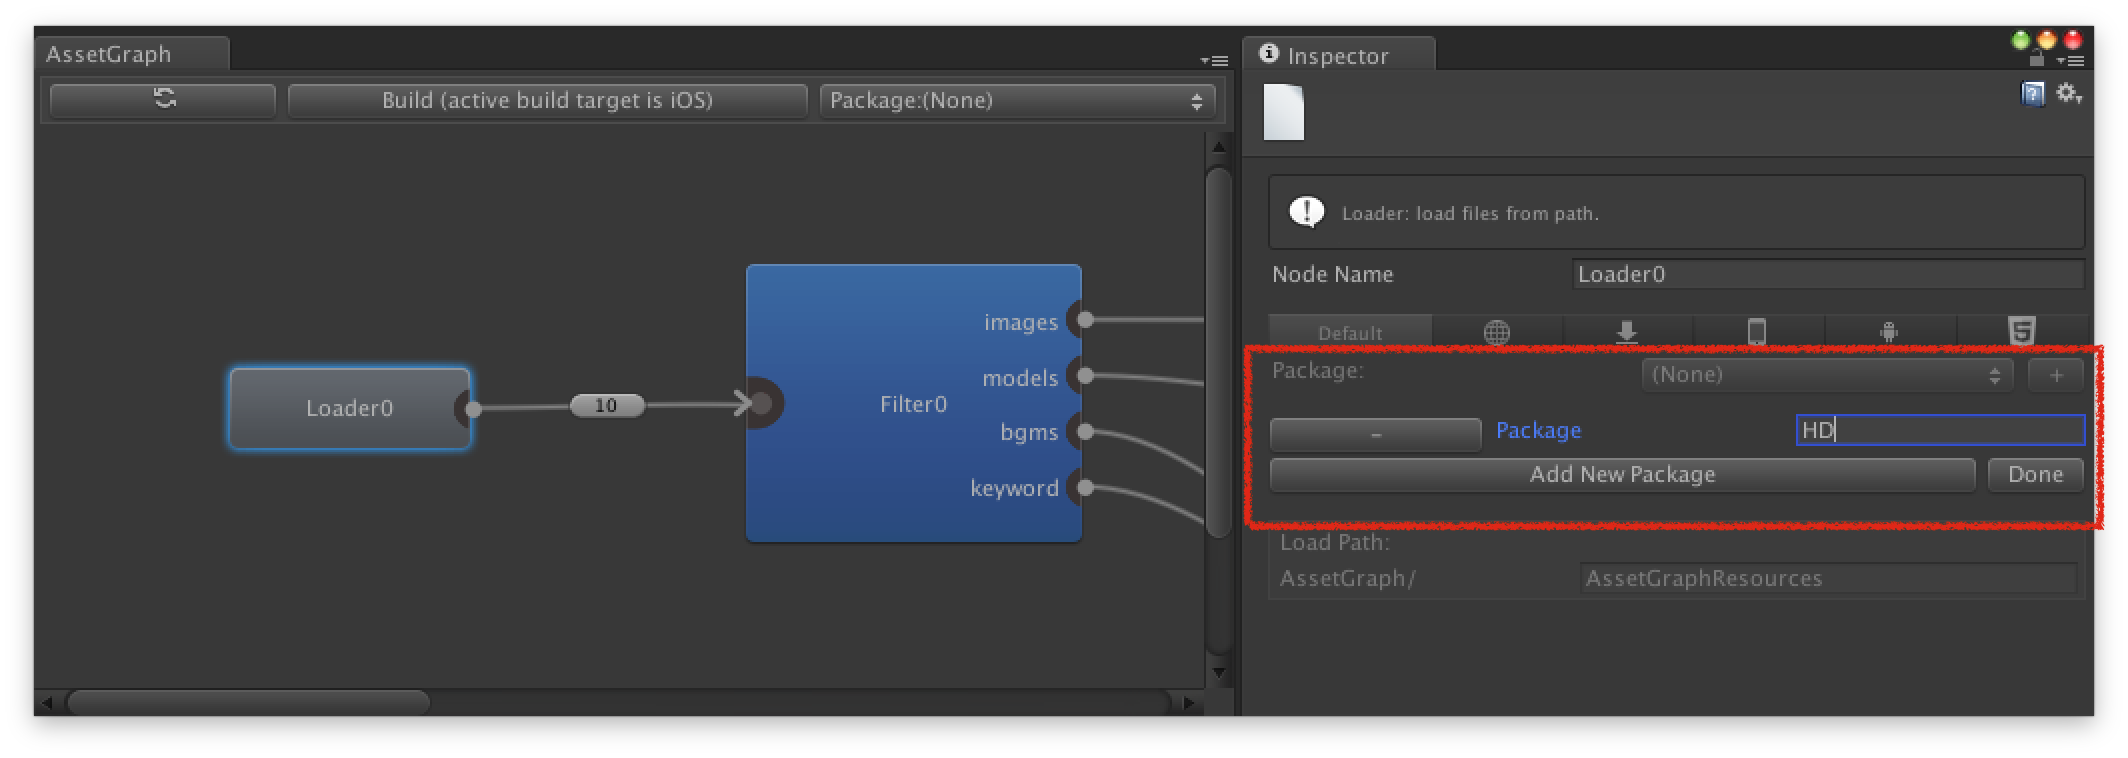 AssetGraph
Build (active build target is iOS)
Package:(None)
Loader0
10
Filter0
images
models
bgms
keyword
Inspector
Loader: load files from path.
Node Name
Loader0
Default
Package:
(None)
+
-
Package
HD
Add New Package
Done
Load Path:
AssetGraph/
AssetGraphResources